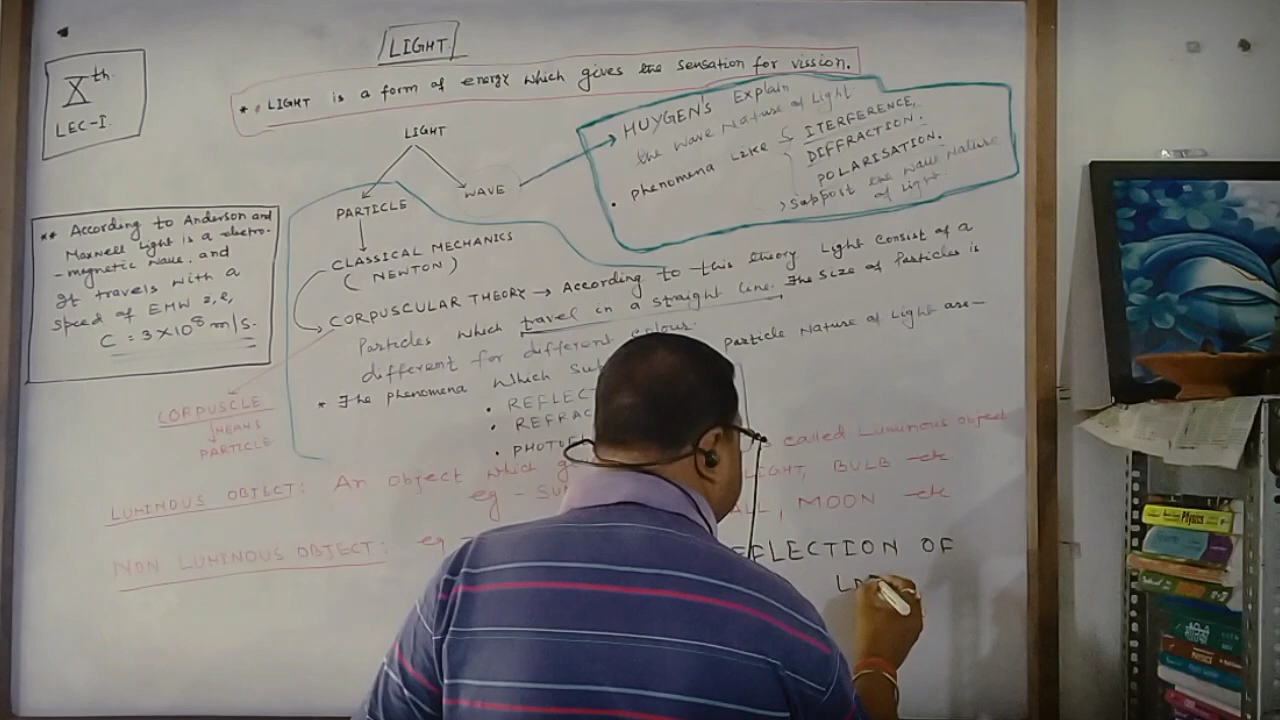 LIGHT
Xth
LEC-I.
* LIGHT is a form of energy which gives the sensation for vission.
LIGHT
PARTICLE
WAVE
HUYGEN'S Explain
the Wave Nature of Light.
• phenomena LIKE ITERFERENCE,
DIFFRACTION.
POLARISATION.
Support the wave Nature
of Light.
** According to Anderson and
Maxwell Light is a electro-
-magnetic wave, and
It travels with a
speed of EMW i,e,
C = 3×10⁸ m/s.
CLASSICAL MECHANICS
(NEWTON)
CORPUSCULAR THEORY → According to this theory Light consist of a
Particles which travel in a straight line. The size of Particles is
different for different colour.
* The phenomena which Particle Nature of Light are-
• REFLEC
• REFRAC
• PHOTO
CORPUSCLE
MEANS
PARTICLE
LUMINOUS OBJECT: An Object which called Luminous object
eg - SU LIGHT, BULB etc
NON LUMINOUS OBJECT: eg - ALL, MOON etc
EFLECTION OF
Physics
PHYSICS